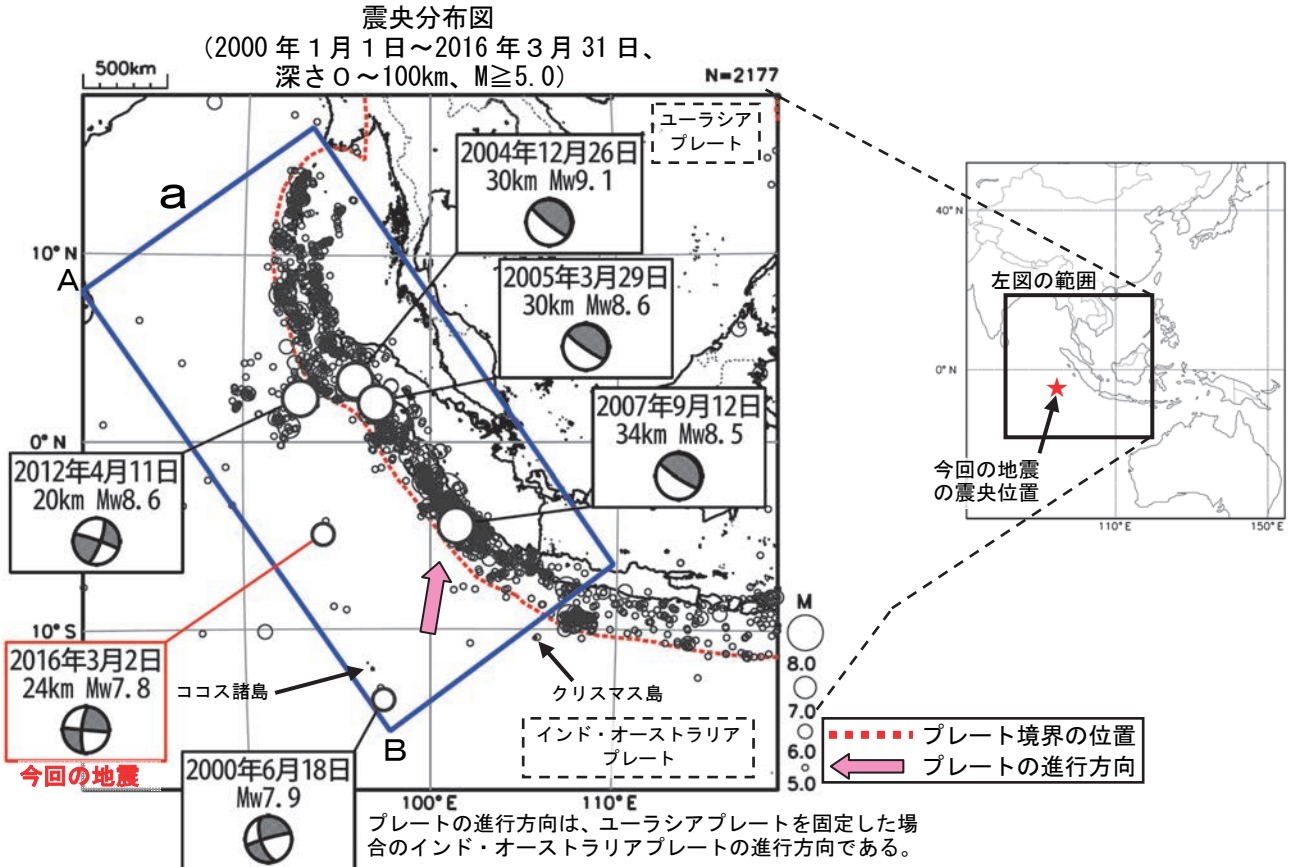 震央分布図
（2000年１月１日～2016年３月31日、
深さ０～100km、M≧5.0）
500km
N=2177
ユーラシア
プレート
2004年12月26日
30km Mw9.1
a
2005年3月29日
30km Mw8.6
10°N
A
2007年9月12日
34km Mw8.5
0°N
2012年4月11日
20km Mw8.6
10°S
2016年3月2日
24km Mw7.8
今回の地震
ココス諸島
クリスマス島
B
インド・オーストラリア
プレート
2000年6月18日
Mw7.9
100°E
110°E
M
8.0
7.0
6.0
5.0
40°N
左図の範囲
0°N
今回の地震
の震央位置
110°E
150°E
プレート境界の位置
プレートの進行方向
プレートの進行方向は、ユーラシアプレートを固定した場
合のインド・オーストラリアプレートの進行方向である。